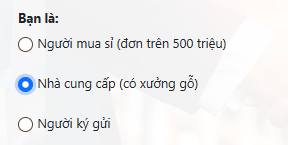 Bạn là:
Người mua sỉ (đơn trên 500 triệu)
Nhà cung cấp (có xưởng gỗ)
Người ký gửi